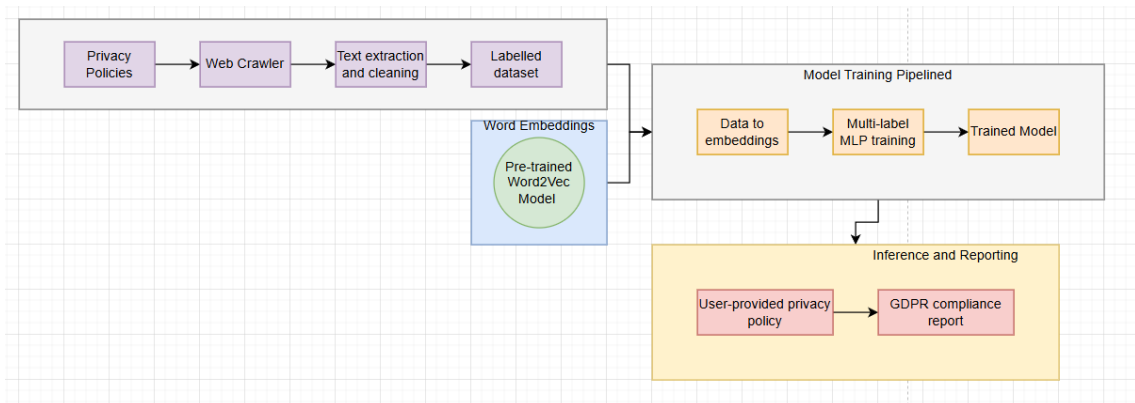 Privacy
Policies
Web Crawler
Text extraction
and cleaning
Labelled
dataset
Model Training Pipelined
Data to
embeddings
Multi-label
MLP training
Trained Model
Word Embeddings
Pre-trained
Word2Vec
Model
Inference and Reporting
User-provided privacy
policy
GDPR compliance
report